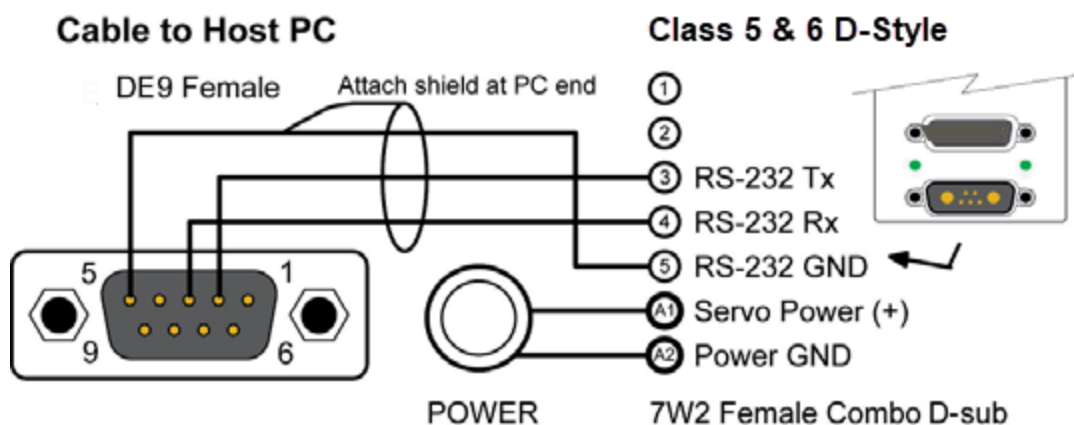 Cable to Host PC
Class 5 & 6 D-Style
DE9 Female
Attach shield at PC end
1
2
3 RS-232 Tx
4 RS-232 Rx
5 RS-232 GND
A1 Servo Power (+)
A2 Power GND
5
1
9
6
POWER
7W2 Female Combo D-sub